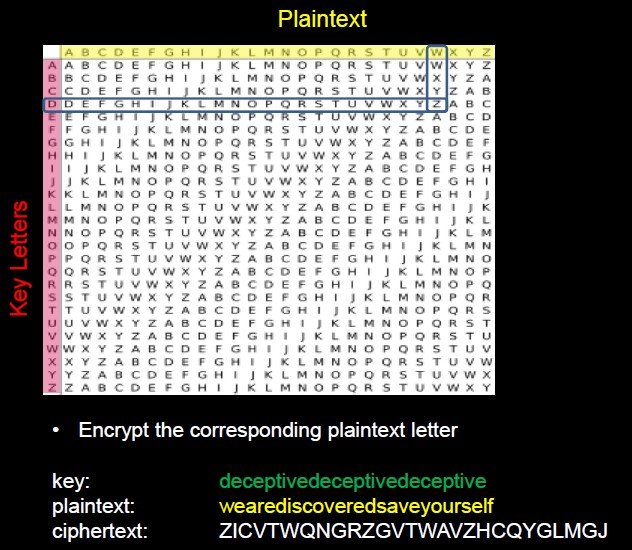 Plaintext
Key Letters
A B C D E F G H I J K L M N O P Q R S T U V W X Y Z
A A B C D E F G H I J K L M N O P Q R S T U V W X Y Z
B B C D E F G H I J K L M N O P Q R S T U V W X Y Z A
C C D E F G H I J K L M N O P Q R S T U V W X Y Z A B
D D E F G H I J K L M N O P Q R S T U V W X Y Z A B C
E E F G H I J K L M N O P Q R S T U V W X Y Z A B C D
F F G H I J K L M N O P Q R S T U V W X Y Z A B C D E
G G H I J K L M N O P Q R S T U V W X Y Z A B C D E F
H H I J K L M N O P Q R S T U V W X Y Z A B C D E F G
I I J K L M N O P Q R S T U V W X Y Z A B C D E F G H
J J K L M N O P Q R S T U V W X Y Z A B C D E F G H I
K K L M N O P Q R S T U V W X Y Z A B C D E F G H I J
L L M N O P Q R S T U V W X Y Z A B C D E F G H I J K
M M N O P Q R S T U V W X Y Z A B C D E F G H I J K L
N N O P Q R S T U V W X Y Z A B C D E F G H I J K L M
O O P Q R S T U V W X Y Z A B C D E F G H I J K L M N
P P Q R S T U V W X Y Z A B C D E F G H I J K L M N O
Q Q R S T U V W X Y Z A B C D E F G H I J K L M N O P
R R S T U V W X Y Z A B C D E F G H I J K L M N O P Q
S S T U V W X Y Z A B C D E F G H I J K L M N O P Q R
T T U V W X Y Z A B C D E F G H I J K L M N O P Q R S
U U V W X Y Z A B C D E F G H I J K L M N O P Q R S T
V V W X Y Z A B C D E F G H I J K L M N O P Q R S T U
W W X Y Z A B C D E F G H I J K L M N O P Q R S T U V
X X Y Z A B C D E F G H I J K L M N O P Q R S T U V W
Y Y Z A B C D E F G H I J K L M N O P Q R S T U V W X
Z Z A B C D E F G H I J K L M N O P Q R S T U V W X Y
• Encrypt the corresponding plaintext letter
key: deceptivedeceptivedeceptive
plaintext: wearediscoveredsaveyourself
ciphertext: ZICVTWQNGRZGVTWAVZHCQYGLMGJ